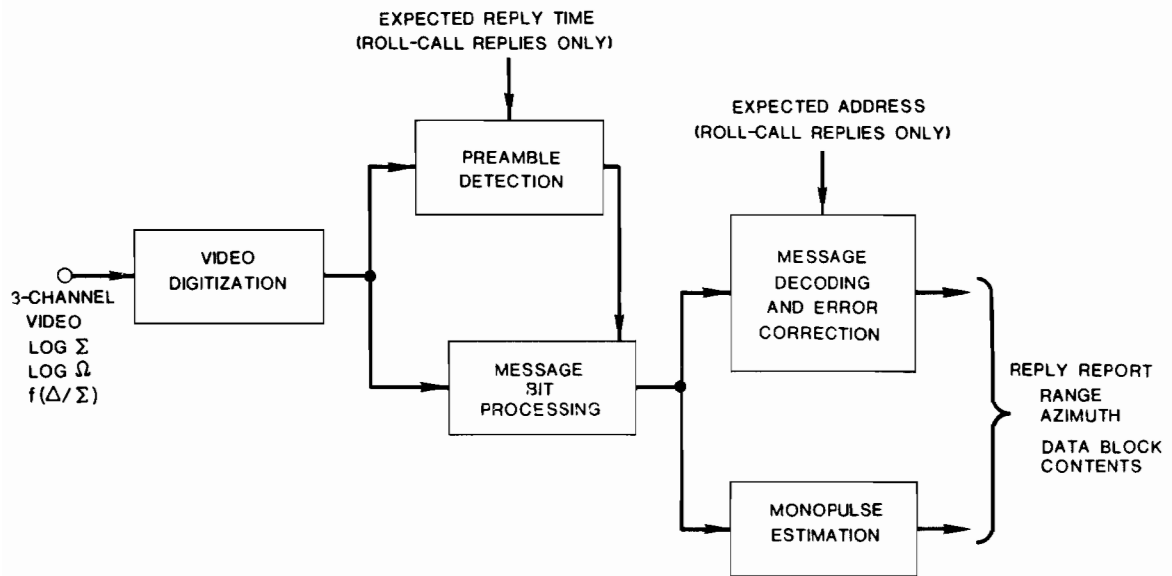 EXPECTED REPLY TIME
(ROLL-CALL REPLIES ONLY)
EXPECTED ADDRESS
(ROLL-CALL REPLIES ONLY)
PREAMBLE
DETECTION
VIDEO
DIGITIZATION
3-CHANNEL
VIDEO
LOG Σ
LOG Ω
f(Δ/Σ)
MESSAGE
BIT
PROCESSING
MESSAGE
DECODING
AND ERROR
CORRECTION
MONOPULSE
ESTIMATION
REPLY REPORT
RANGE
AZIMUTH
DATA BLOCK
CONTENTS